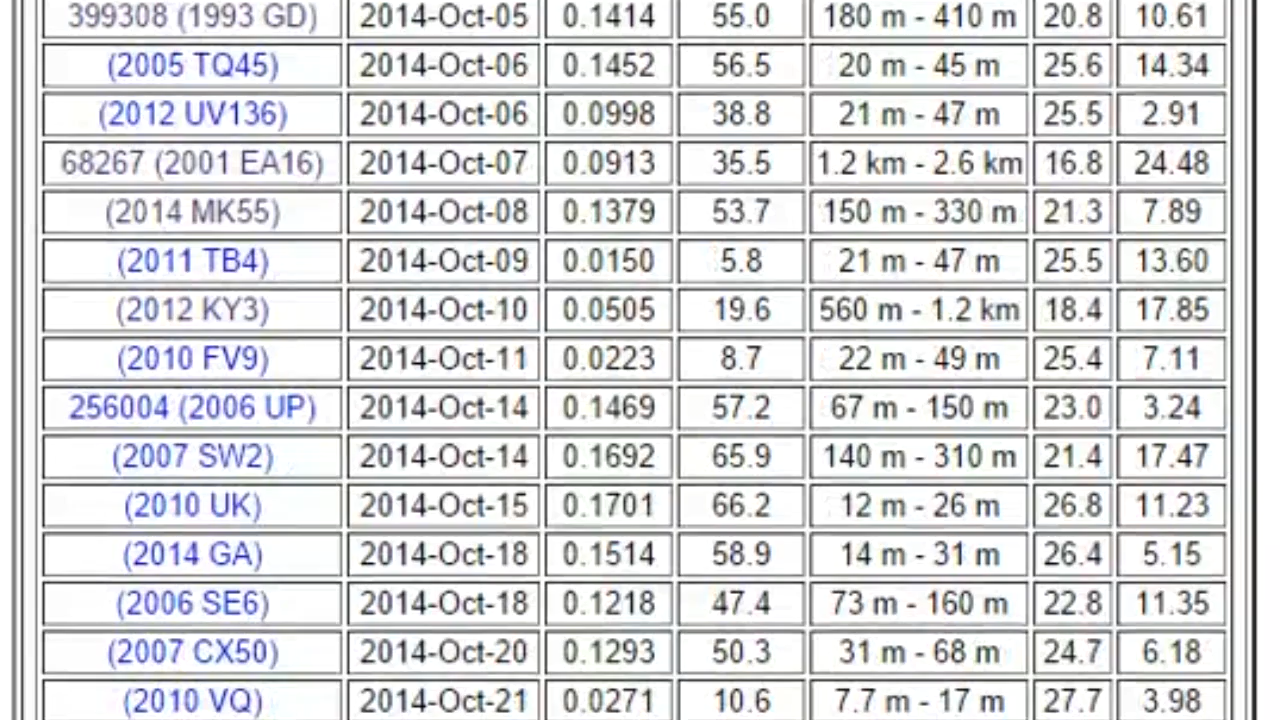 399308 (1993 GD) 2014-Oct-05 0.1414 55.0 180 m - 410 m 20.8 10.61
(2005 TQ45) 2014-Oct-06 0.1452 56.5 20 m - 45 m 25.6 14.34
(2012 UV136) 2014-Oct-06 0.0998 38.8 21 m - 47 m 25.5 2.91
68267 (2001 EA16) 2014-Oct-07 0.0913 35.5 1.2 km - 2.6 km 16.8 24.48
(2014 MK55) 2014-Oct-08 0.1379 53.7 150 m - 330 m 21.3 7.89
(2011 TB4) 2014-Oct-09 0.0150 5.8 21 m - 47 m 25.5 13.60
(2012 KY3) 2014-Oct-10 0.0505 19.6 560 m - 1.2 km 18.4 17.85
(2010 FV9) 2014-Oct-11 0.0223 8.7 22 m - 49 m 25.4 7.11
256004 (2006 UP) 2014-Oct-14 0.1469 57.2 67 m - 150 m 23.0 3.24
(2007 SW2) 2014-Oct-14 0.1692 65.9 140 m - 310 m 21.4 17.47
(2010 UK) 2014-Oct-15 0.1701 66.2 12 m - 26 m 26.8 11.23
(2014 GA) 2014-Oct-18 0.1514 58.9 14 m - 31 m 26.4 5.15
(2006 SE6) 2014-Oct-18 0.1218 47.4 73 m - 160 m 22.8 11.35
(2007 CX50) 2014-Oct-20 0.1293 50.3 31 m - 68 m 24.7 6.18
(2010 VQ) 2014-Oct-21 0.0271 10.6 7.7 m - 17 m 27.7 3.98